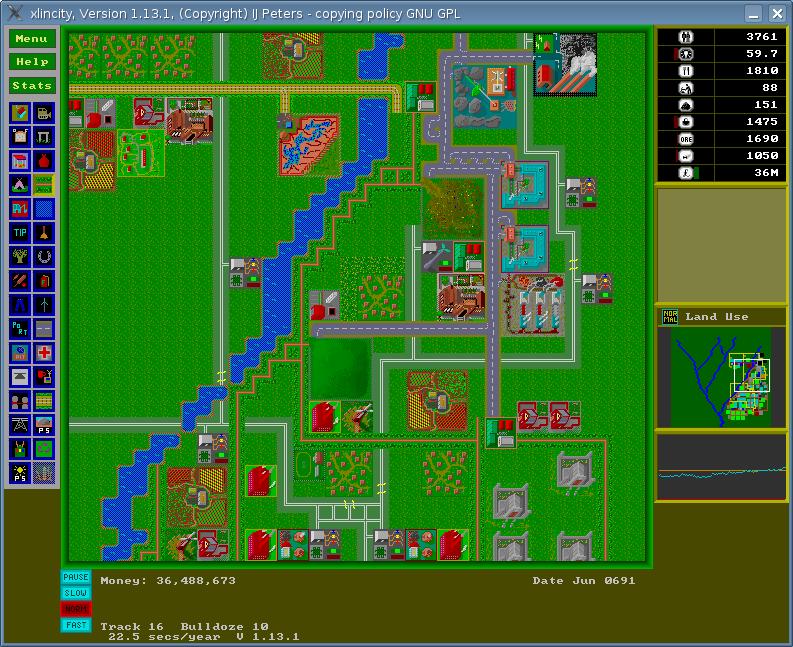 xlincity, Version 1.13.1, (Copyright) IJ Peters - copying policy GNU GPL
Menu
Help
Stats
3761
59.7
1810
88
151
1475
ORE 1690
1050
£ 36M
NOR
MAL
Land Use
TIP
PoRT
PS
PS
PAUSE
SLOW
NORM
FAST
Money: 36,488,673
Date Jun 0691
Track 16 Bulldoze 10
22.5 secs/year V 1.13.1